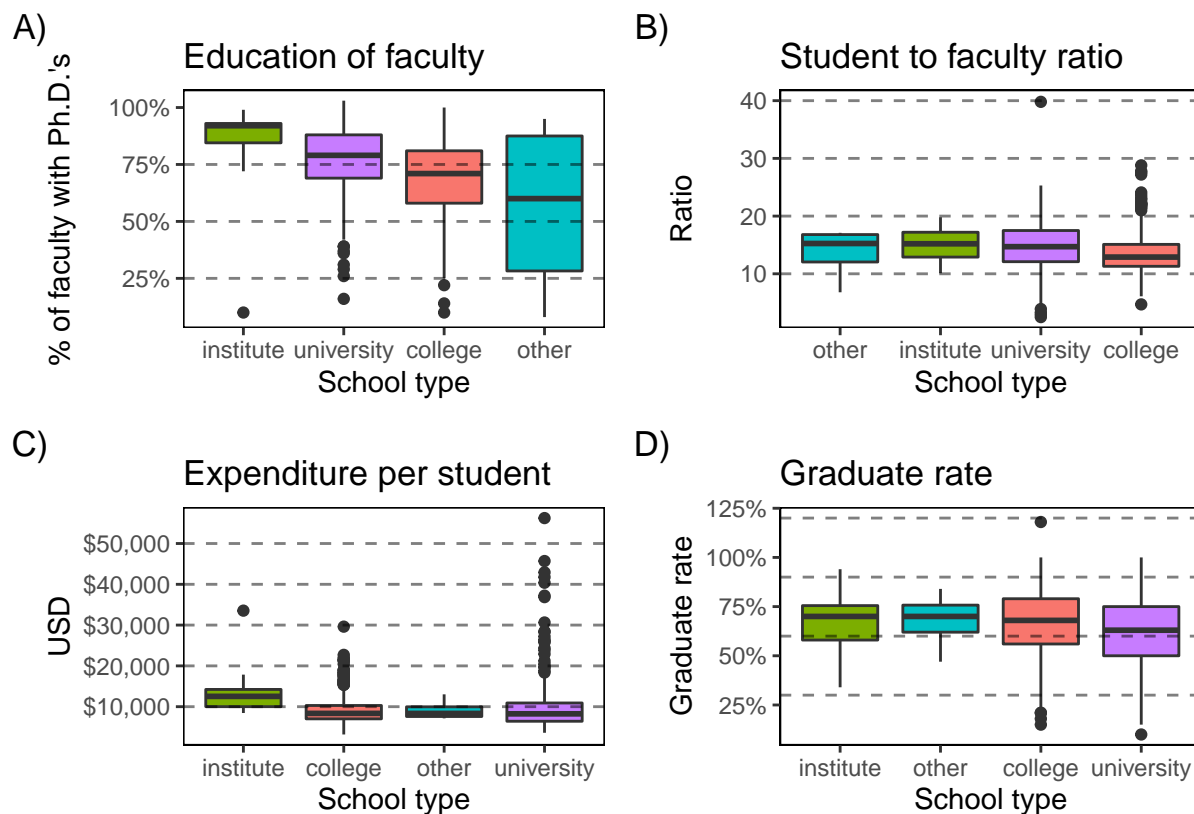 A)
Education of faculty
% of faculty with Ph.D.'s
100%
75%
50%
25%
institute university college other
School type
B)
Student to faculty ratio
Ratio
40
30
20
10
other institute university college
School type
C)
Expenditure per student
USD
$50,000
$40,000
$30,000
$20,000
$10,000
institute college other university
School type
D)
Graduate rate
Graduate rate
125%
100%
75%
50%
25%
institute other college university
School type